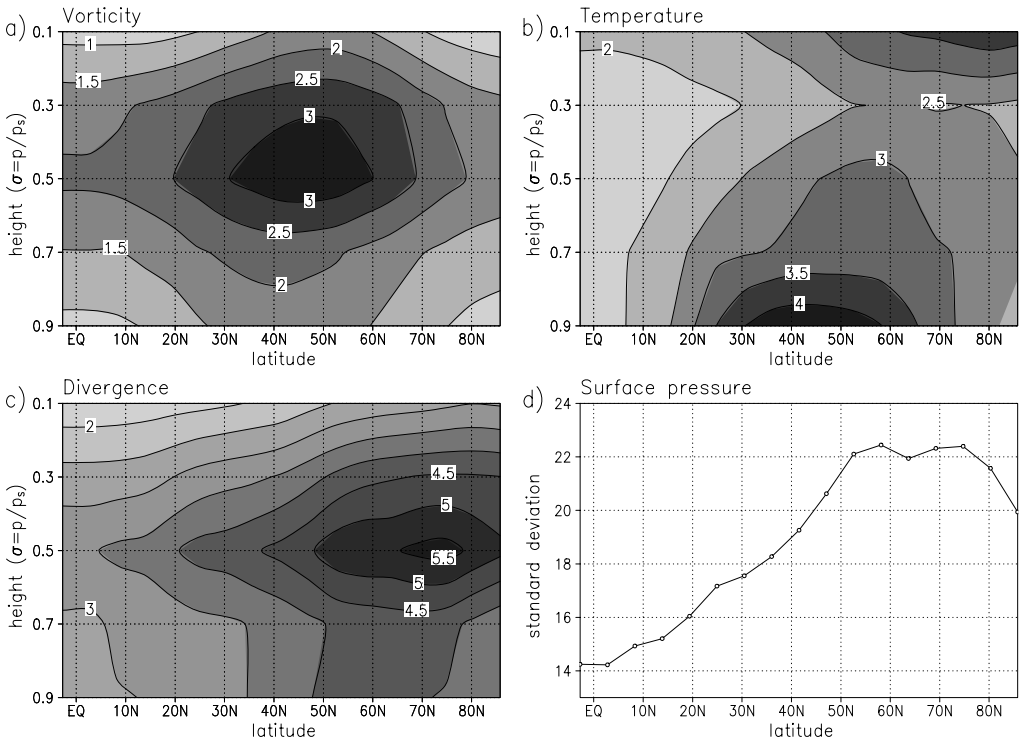 a) Vorticity
0.1
0.3
0.5
0.7
0.9
height (σ=p/ps)
1
1.5
2
2.5
3
3
2.5
1.5
2
EQ 10N 20N 30N 40N 50N 60N 70N 80N
latitude
b) Temperature
0.1
0.3
0.5
0.7
0.9
height (σ=p/ps)
2
2.5
3
3.5
4
EQ 10N 20N 30N 40N 50N 60N 70N 80N
latitude
c) Divergence
0.1
0.3
0.5
0.7
0.9
height (σ=p/ps)
2
4.5
5
5.5
5
4.5
3
EQ 10N 20N 30N 40N 50N 60N 70N 80N
latitude
d) Surface pressure
24
22
20
18
16
14
standard deviation
EQ 10N 20N 30N 40N 50N 60N 70N 80N
latitude